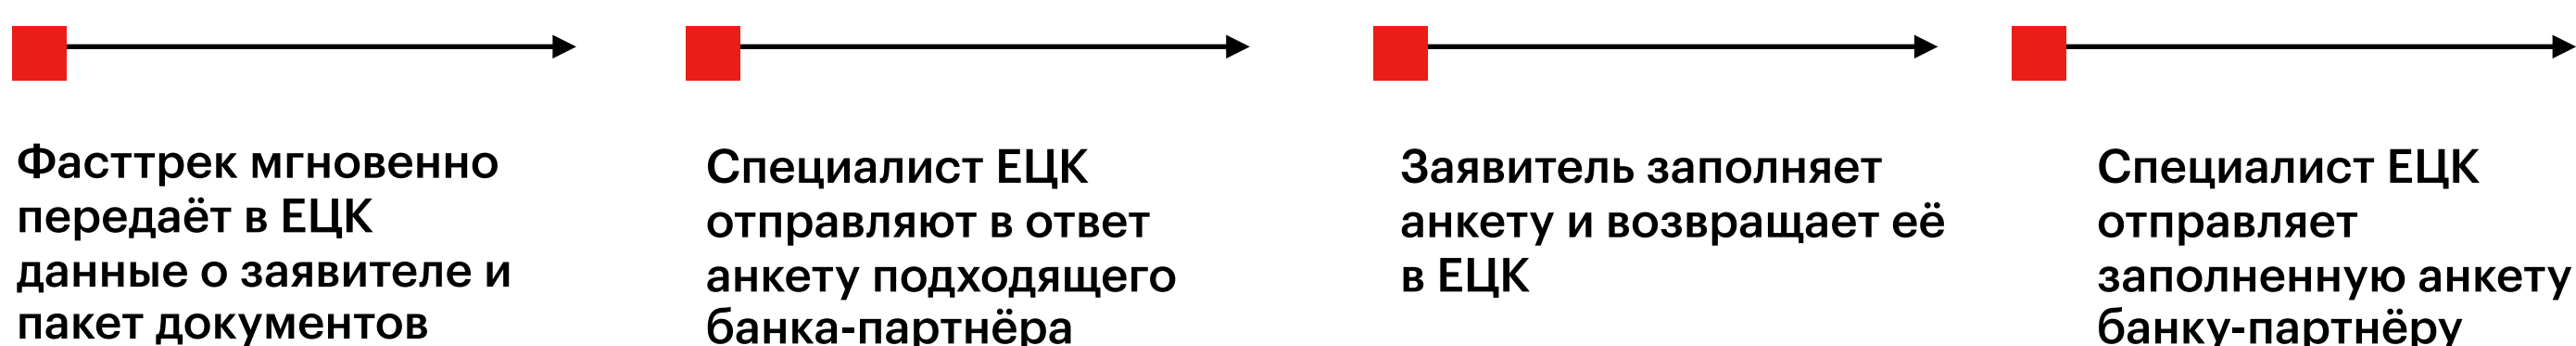 Фасттрек мгновенно
передаёт в ЕЦК
данные о заявителе и
пакет документов
Специалист ЕЦК
отправляют в ответ
анкету подходящего
банка-партнёра
Заявитель заполняет
анкету и возвращает её
в ЕЦК
Специалист ЕЦК
отправляет
заполненную анкету
банку-партнёру